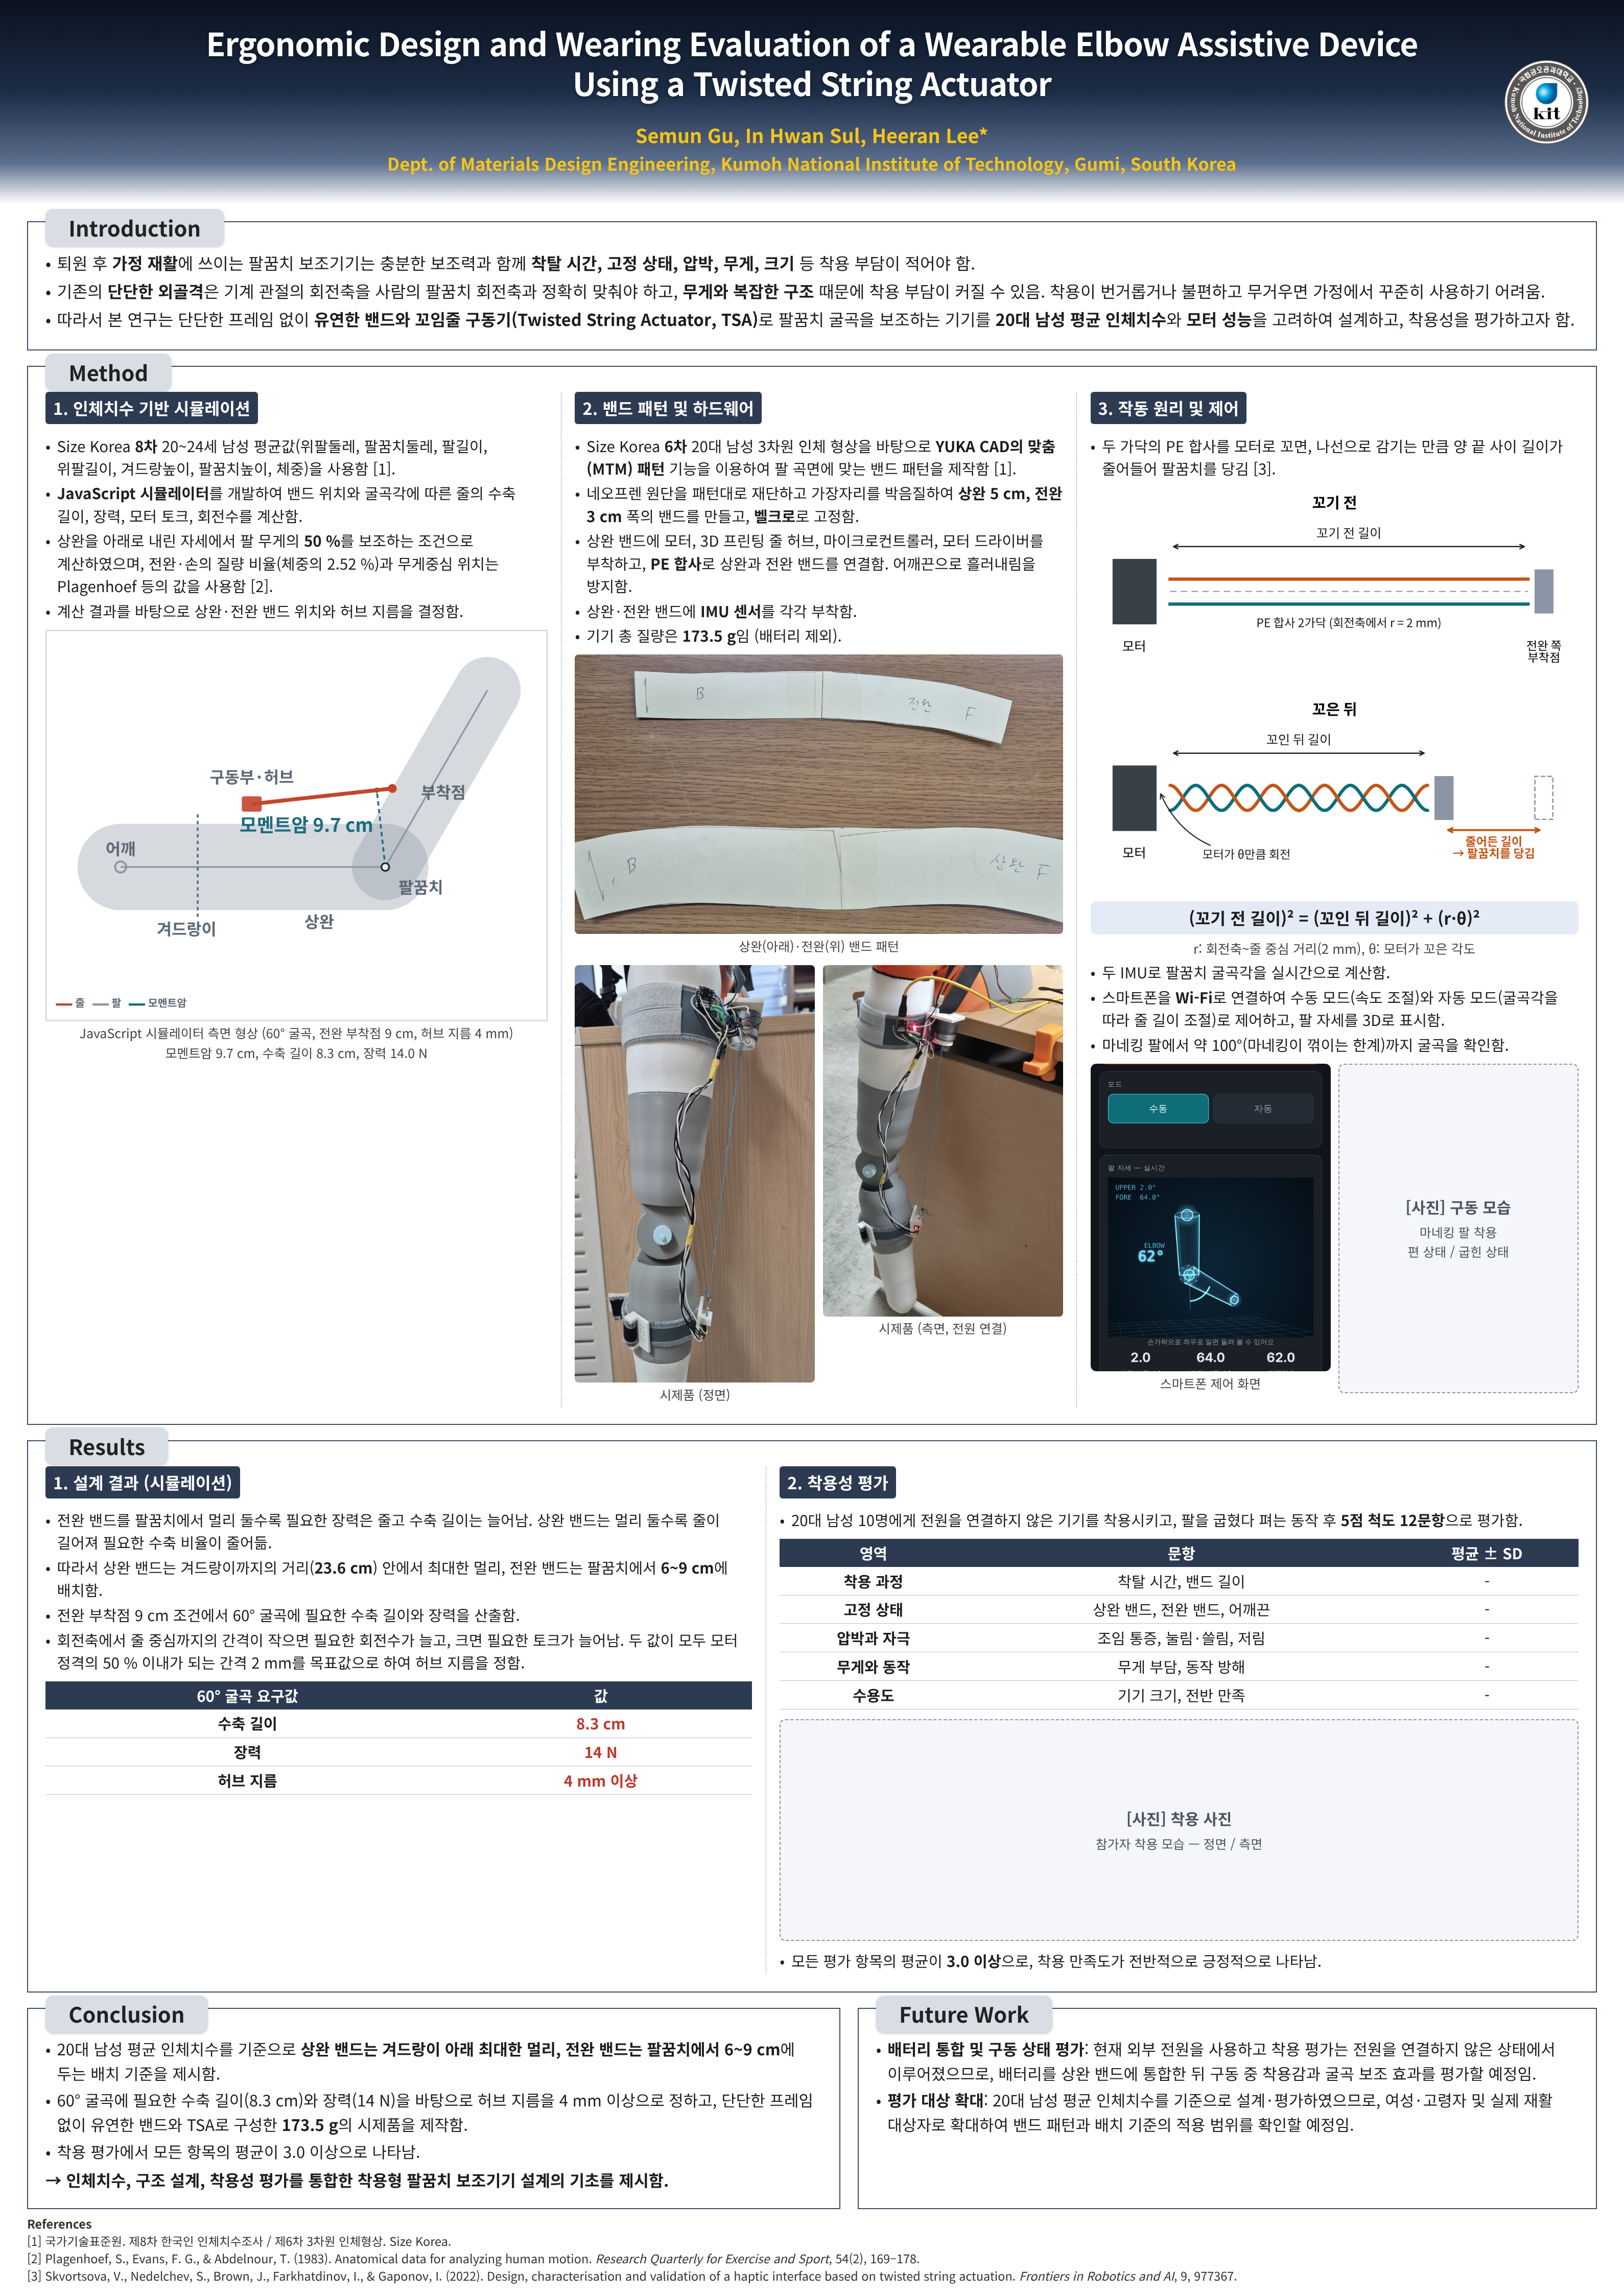 Ergonomic Design and Wearing Evaluation of a Wearable Elbow Assistive Device
Using a Twisted String Actuator
Semun Gu, In Hwan Sul, Heeran Lee*
Dept. of Materials Design Engineering, Kumoh National Institute of Technology, Gumi, South Korea
국립금오공과대학교
kit
Kumoh National Institute of Technology
Introduction
• 퇴원 후 가정 재활에 쓰이는 팔꿈치 보조기기는 충분한 보조력과 함께 착탈 시간, 고정 상태, 압박, 무게, 크기 등 착용 부담이 적어야 함.
• 기존의 단단한 외골격은 기계 관절의 회전축을 사람의 팔꿈치 회전축과 정확히 맞춰야 하고, 무게와 복잡한 구조 때문에 착용 부담이 커질 수 있음. 착용이 번거롭거나 불편하고 무거우면 가정에서 꾸준히 사용하기 어려움.
• 따라서 본 연구는 단단한 프레임 없이 유연한 밴드와 꼬임줄 구동기(Twisted String Actuator, TSA)로 팔꿈치 굴곡을 보조하는 기기를 20대 남성 평균 인체치수와 모터 성능을 고려하여 설계하고, 착용성을 평가하고자 함.
Method
1. 인체치수 기반 시뮬레이션
• Size Korea 8차 20~24세 남성 평균값(위팔둘레, 팔꿈치둘레, 팔길이,
위팔길이, 겨드랑높이, 팔꿈치높이, 체중)을 사용함 [1].
• JavaScript 시뮬레이터를 개발하여 밴드 위치와 굴곡각에 따른 줄의 수축
길이, 장력, 모터 토크, 회전수를 계산함.
• 상완을 아래로 내린 자세에서 팔 무게의 50 %를 보조하는 조건으로
계산하였으며, 전완·손의 질량 비율(체중의 2.52 %)과 무게중심 위치는
Plagenhoef 등의 값을 사용함 [2].
• 계산 결과를 바탕으로 상완·전완 밴드 위치와 허브 지름을 결정함.
구동부·허브
부착점
모멘트암 9.7 cm
어깨
팔꿈치
겨드랑이
상완
줄 팔 모멘트암
JavaScript 시뮬레이터 측면 형상 (60° 굴곡, 전완 부착점 9 cm, 허브 지름 4 mm)
모멘트암 9.7 cm, 수축 길이 8.3 cm, 장력 14.0 N
2. 밴드 패턴 및 하드웨어
• Size Korea 6차 20대 남성 3차원 인체 형상을 바탕으로 YUKA CAD의 맞춤
(MTM) 패턴 기능을 이용하여 팔 곡면에 맞는 밴드 패턴을 제작함 [1].
• 네오프렌 원단을 패턴대로 재단하고 가장자리를 박음질하여 상완 5 cm, 전완
3 cm 폭의 밴드를 만들고, 벨크로로 고정함.
• 상완 밴드에 모터, 3D 프린팅 줄 허브, 마이크로컨트롤러, 모터 드라이버를
부착하고, PE 합사로 상완과 전완 밴드를 연결함. 어깨끈으로 흘러내림을
방지함.
• 상완·전완 밴드에 IMU 센서를 각각 부착함.
• 기기 총 질량은 173.5 g임 (배터리 제외).
B
전완 F
B
상완 F
상완(아래)·전완(위) 밴드 패턴
시제품 (정면)
시제품 (측면, 전원 연결)
3. 작동 원리 및 제어
• 두 가닥의 PE 합사를 모터로 꼬면, 나선으로 감기는 만큼 양 끝 사이 길이가
줄어들어 팔꿈치를 당김 [3].
꼬기 전
꼬기 전 길이
PE 합사 2가닥 (회전축에서 r = 2 mm)
모터
전완 쪽
부착점
꼬은 뒤
꼬인 뒤 길이
모터
모터가 θ만큼 회전
줄어든 길이
→ 팔꿈치를 당김
(꼬기 전 길이)² = (꼬인 뒤 길이)² + (r·θ)²
r: 회전축~줄 중심 거리(2 mm), θ: 모터가 꼬은 각도
• 두 IMU로 팔꿈치 굴곡각을 실시간으로 계산함.
• 스마트폰을 Wi-Fi로 연결하여 수동 모드(속도 조절)와 자동 모드(굴곡각을
따라 줄 길이 조절)로 제어하고, 팔 자세를 3D로 표시함.
• 마네킹 팔에서 약 100°(마네킹이 꺾이는 한계)까지 굴곡을 확인함.
모드
수동 자동
팔 자세 — 실시간
UPPER 2.0°
FORE 64.0°
ELBOW
62°
손가락으로 좌우로 밀면 돌려 볼 수 있어요
2.0 64.0 62.0
스마트폰 제어 화면
[사진] 구동 모습
마네킹 팔 착용
편 상태 / 굽힌 상태
Results
1. 설계 결과 (시뮬레이션)
• 전완 밴드를 팔꿈치에서 멀리 둘수록 필요한 장력은 줄고 수축 길이는 늘어남. 상완 밴드는 멀리 둘수록 줄이
길어져 필요한 수축 비율이 줄어듦.
• 따라서 상완 밴드는 겨드랑이까지의 거리(23.6 cm) 안에서 최대한 멀리, 전완 밴드는 팔꿈치에서 6~9 cm에
배치함.
• 전완 부착점 9 cm 조건에서 60° 굴곡에 필요한 수축 길이와 장력을 산출함.
• 회전축에서 줄 중심까지의 간격이 작으면 필요한 회전수가 늘고, 크면 필요한 토크가 늘어남. 두 값이 모두 모터
정격의 50 % 이내가 되는 간격 2 mm를 목표값으로 하여 허브 지름을 정함.
60° 굴곡 요구값 값
수축 길이 8.3 cm
장력 14 N
허브 지름 4 mm 이상
2. 착용성 평가
• 20대 남성 10명에게 전원을 연결하지 않은 기기를 착용시키고, 팔을 굽혔다 펴는 동작 후 5점 척도 12문항으로 평가함.
영역 문항 평균 ± SD
착용 과정 착탈 시간, 밴드 길이 -
고정 상태 상완 밴드, 전완 밴드, 어깨끈 -
압박과 자극 조임 통증, 눌림·쓸림, 저림 -
무게와 동작 무게 부담, 동작 방해 -
수용도 기기 크기, 전반 만족 -
[사진] 착용 사진
참가자 착용 모습 — 정면 / 측면
• 모든 평가 항목의 평균이 3.0 이상으로, 착용 만족도가 전반적으로 긍정적으로 나타남.
Conclusion
• 20대 남성 평균 인체치수를 기준으로 상완 밴드는 겨드랑이 아래 최대한 멀리, 전완 밴드는 팔꿈치에서 6~9 cm에
두는 배치 기준을 제시함.
• 60° 굴곡에 필요한 수축 길이(8.3 cm)와 장력(14 N)을 바탕으로 허브 지름을 4 mm 이상으로 정하고, 단단한 프레임
없이 유연한 밴드와 TSA로 구성한 173.5 g의 시제품을 제작함.
• 착용 평가에서 모든 항목의 평균이 3.0 이상으로 나타남.
→ 인체치수, 구조 설계, 착용성 평가를 통합한 착용형 팔꿈치 보조기기 설계의 기초를 제시함.
Future Work
• 배터리 통합 및 구동 상태 평가: 현재 외부 전원을 사용하고 착용 평가는 전원을 연결하지 않은 상태에서
이루어졌으므로, 배터리를 상완 밴드에 통합한 뒤 구동 중 착용감과 굴곡 보조 효과를 평가할 예정임.
• 평가 대상 확대: 20대 남성 평균 인체치수를 기준으로 설계·평가하였으므로, 여성·고령자 및 실제 재활
대상자로 확대하여 밴드 패턴과 배치 기준의 적용 범위를 확인할 예정임.
References
[1] 국가기술표준원. 제8차 한국인 인체치수조사 / 제6차 3차원 인체형상. Size Korea.
[2] Plagenhoef, S., Evans, F. G., & Abdelnour, T. (1983). Anatomical data for analyzing human motion. Research Quarterly for Exercise and Sport, 54(2), 169–178.
[3] Skvortsova, V., Nedelchev, S., Brown, J., Farkhatdinov, I., & Gaponov, I. (2022). Design, characterisation and validation of a haptic interface based on twisted string actuation. Frontiers in Robotics and AI, 9, 977367.